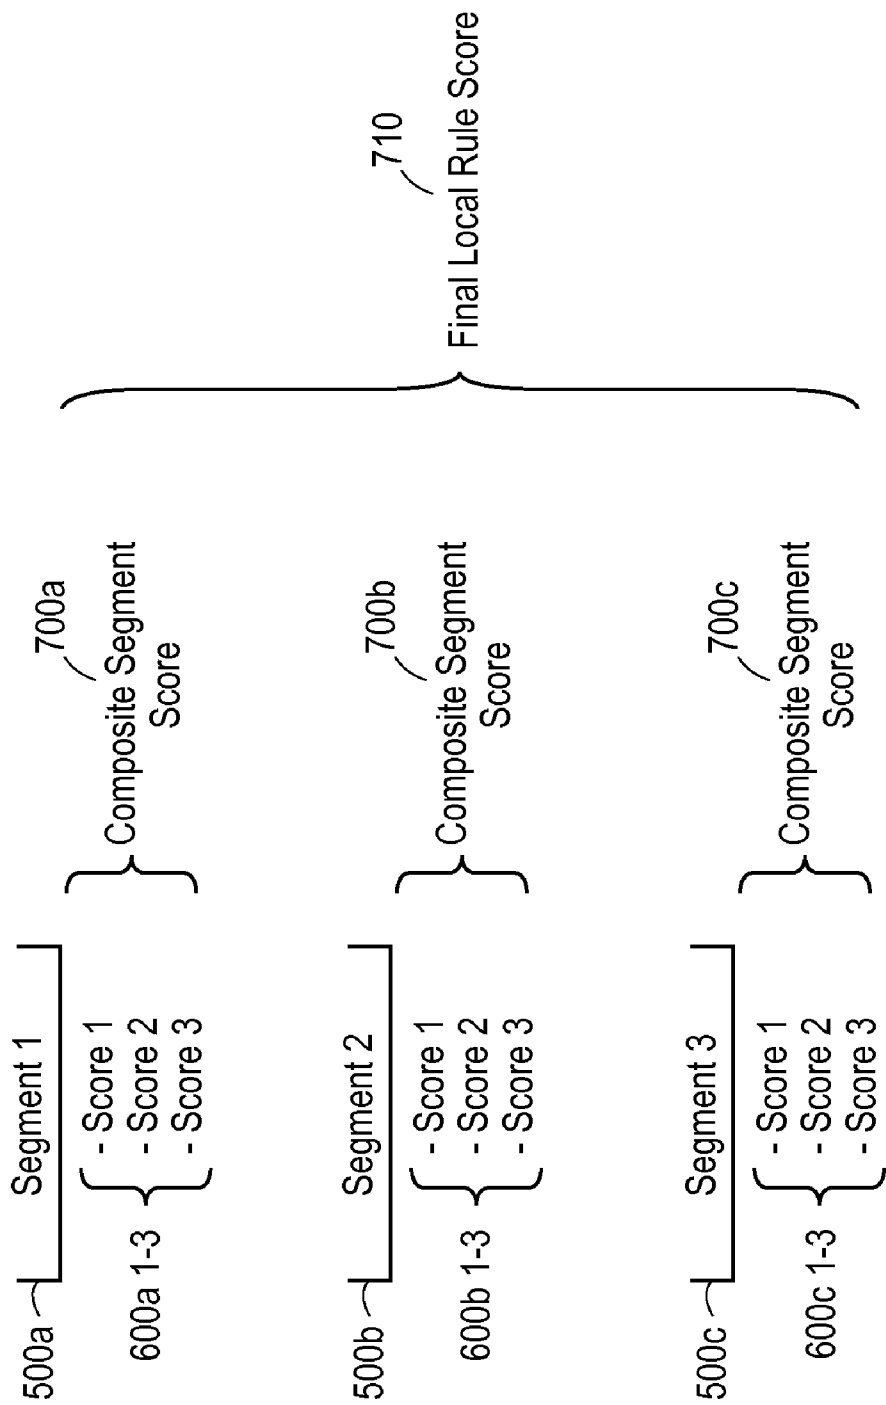 500a
Segment 1
600a 1-3
- Score 1
- Score 2
- Score 3
700a
Composite Segment
Score
500b
Segment 2
600b 1-3
- Score 1
- Score 2
- Score 3
700b
Composite Segment
Score
500c
Segment 3
600c 1-3
- Score 1
- Score 2
- Score 3
700c
Composite Segment
Score
710
Final Local Rule Score